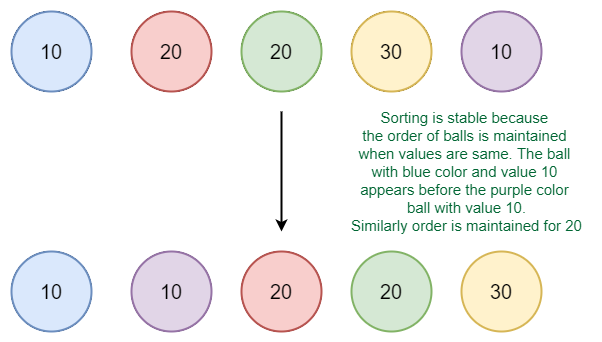 10 20 20 30 10
Sorting is stable because
the order of balls is maintained
when values are same. The ball
with blue color and value 10
appears before the purple color
ball with value 10.
Similarly order is maintained for 20
10 10 20 20 30